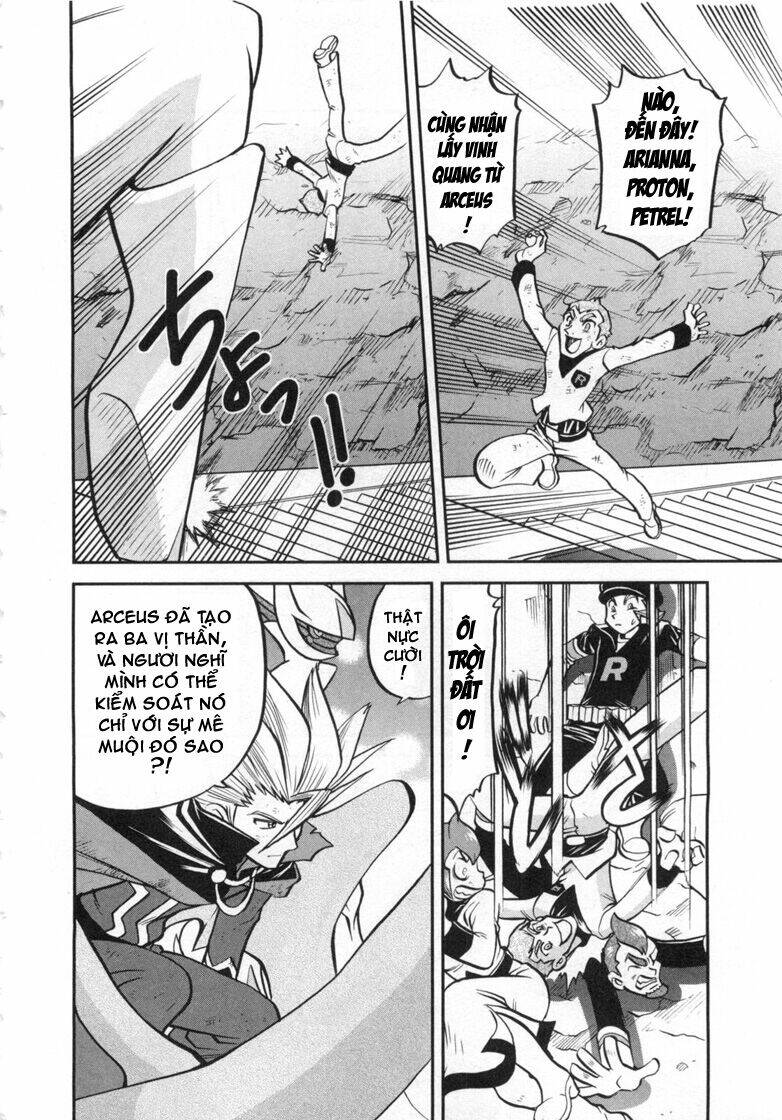 NÀO,
ĐẾN ĐÂY!
ARIANNA,
PROTON,
PETREL!
CÙNG NHẬN
LẤY VINH
QUANG TỪ
ARCEUS
!
R
ちょっ!!
R
ÔI
TRỜI
ĐẤT
ƠI
!
THẬT
NỰC
CƯỜI
!
ARCEUS ĐÃ TẠO
RA BA VỊ THẦN,
VÀ NGƯƠI NGHĨ
MÌNH CÓ THỂ
KIỂM SOÁT NÓ
CHỈ VỚI SỰ MÊ
MUỘI ĐÓ SAO
?!